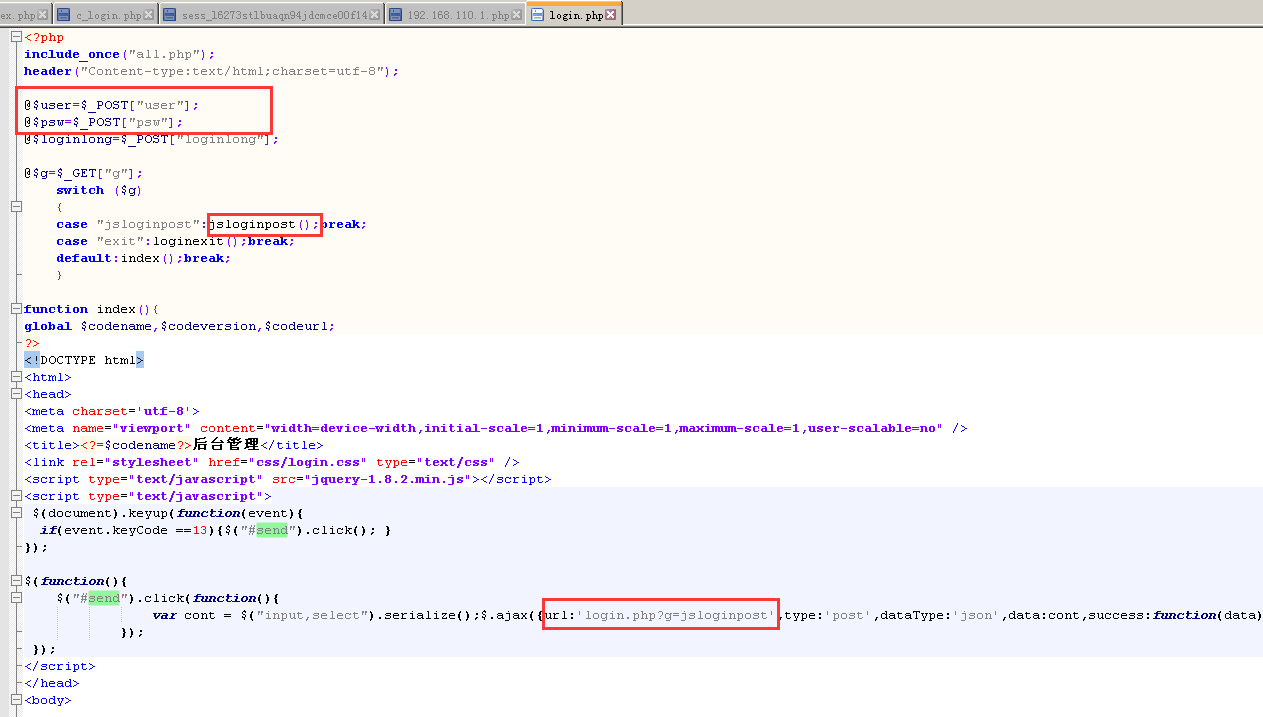 ex.php c_login.php sess_l6273stlbuaqn94jdcmce00f14 192.168.110.1.php login.php
<?php
include_once("all.php");
header("Content-type:text/html;charset=utf-8");
@$user=$_POST["user"];
@$psw=$_POST["psw"];
@$loginlong=$_POST["loginlong"];
@$g=$_GET["g"];
switch ($g)
{
case "jsloginpost":jsloginpost();break;
case "exit":loginexit();break;
default:index();break;
}
function index(){
global $codename,$codeversion,$codeurl;
?>
<!DOCTYPE html>
<html>
<head>
<meta charset='utf-8'>
<meta name="viewport" content="width=device-width,initial-scale=1,minimum-scale=1,maximum-scale=1,user-scalable=no" />
<title><?=$codename?>后台管理</title>
<link rel="stylesheet" href="css/login.css" type="text/css" />
<script type="text/javascript" src="jquery-1.8.2.min.js"></script>
<script type="text/javascript">
$(document).keyup(function(event){
if(event.keyCode ==13){$("#send").click(); }
});
$(function(){
$("#send").click(function(){
var cont = $("input,select").serialize();$.ajax({url:'login.php?g=jsloginpost',type:'post',dataType:'json',data:cont,success:function(data)
});
});
</script>
</head>
<body>